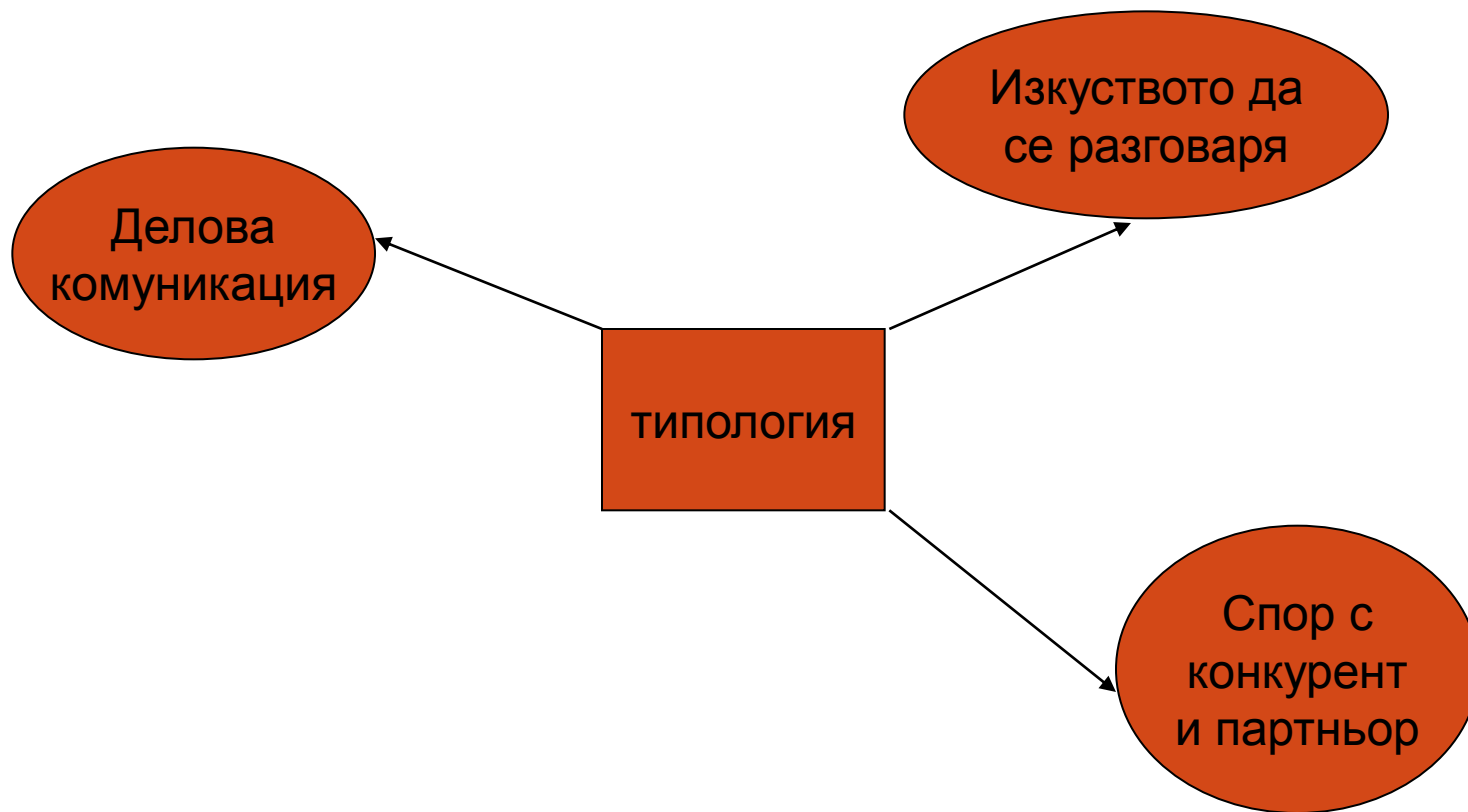 Изкуството да
се разговаря
Делова
комуникация
типология
Спор с
конкурент
и партньор